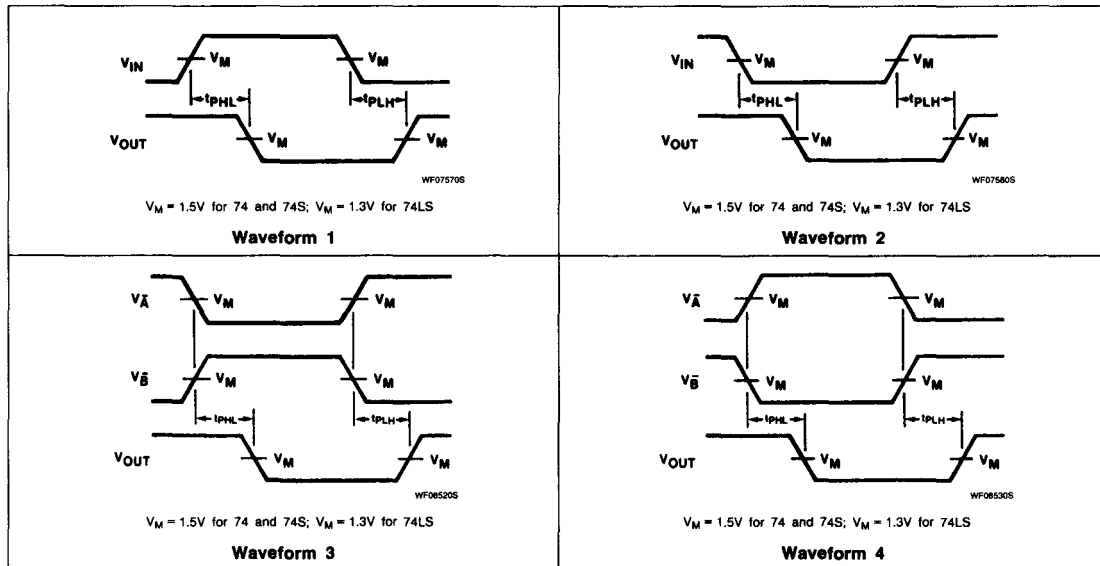 VIN
VM
VM
tPHL
tPLH
VOUT
VM
VM
WF07570S
VM = 1.5V for 74 and 74S; VM = 1.3V for 74LS
Waveform 1
VIN
VM
VM
tPHL
tPLH
VOUT
VM
VM
WF07580S
VM = 1.5V for 74 and 74S; VM = 1.3V for 74LS
Waveform 2
VĀ
VM
VM
VB̄
VM
VM
tPHL
tPLH
VOUT
VM
VM
WF08520S
VM = 1.5V for 74 and 74S; VM = 1.3V for 74LS
Waveform 3
VĀ
VM
VM
VB̄
VM
VM
tPHL
tPLH
VOUT
VM
VM
WF08530S
VM = 1.5V for 74 and 74S; VM = 1.3V for 74LS
Waveform 4